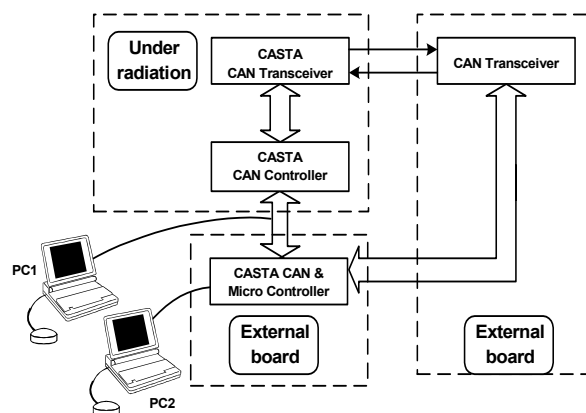 Under
radiation
CASTA
CAN Transceiver
CAN Transceiver
CASTA
CAN Controller
PC1
CASTA CAN &
Micro Controller
External
board
External
board
PC2